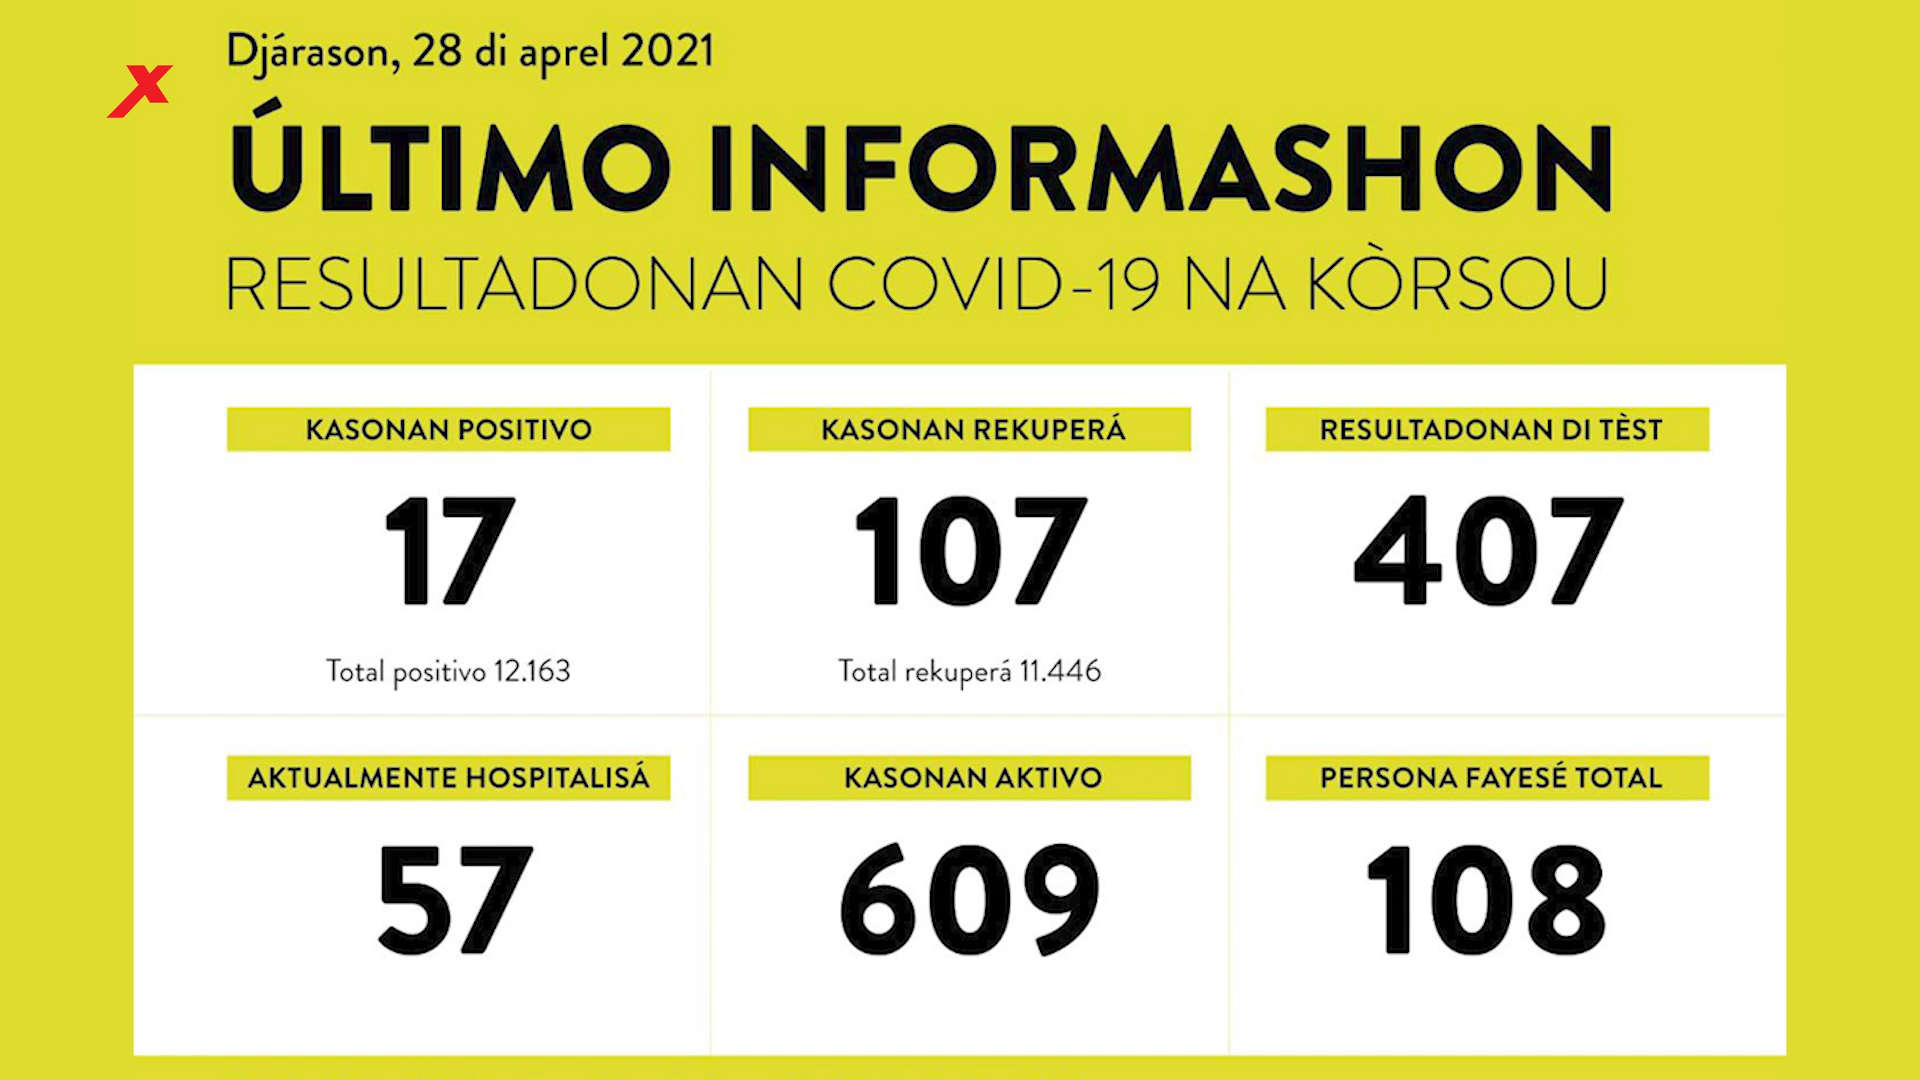 Djárason, 28 di aprel 2021
ÚLTIMO INFORMASHON
RESULTADONAN COVID-19 NA KÒRSOU
KASONAN POSITIVO
17
Total positivo 12.163
KASONAN REKUPERÁ
107
Total rekuperá 11.446
RESULTADONAN DI TÈST
407
AKTUALMENTE HOSPITALISÁ
57
KASONAN AKTIVO
609
PERSONA FAYESÉ TOTAL
108